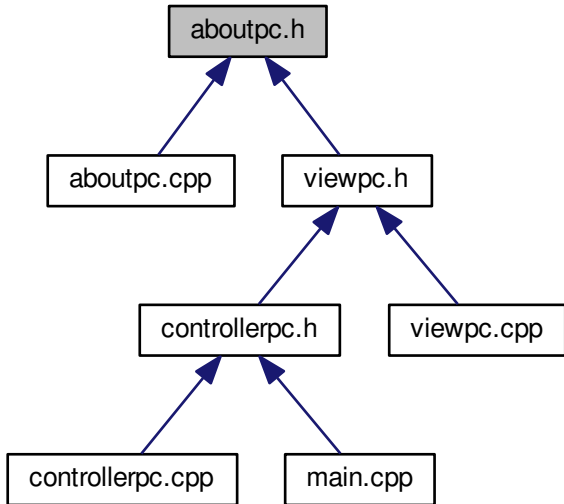 aboutpc.h
aboutpc.cpp
viewpc.h
controllerpc.h
viewpc.cpp
controllerpc.cpp
main.cpp